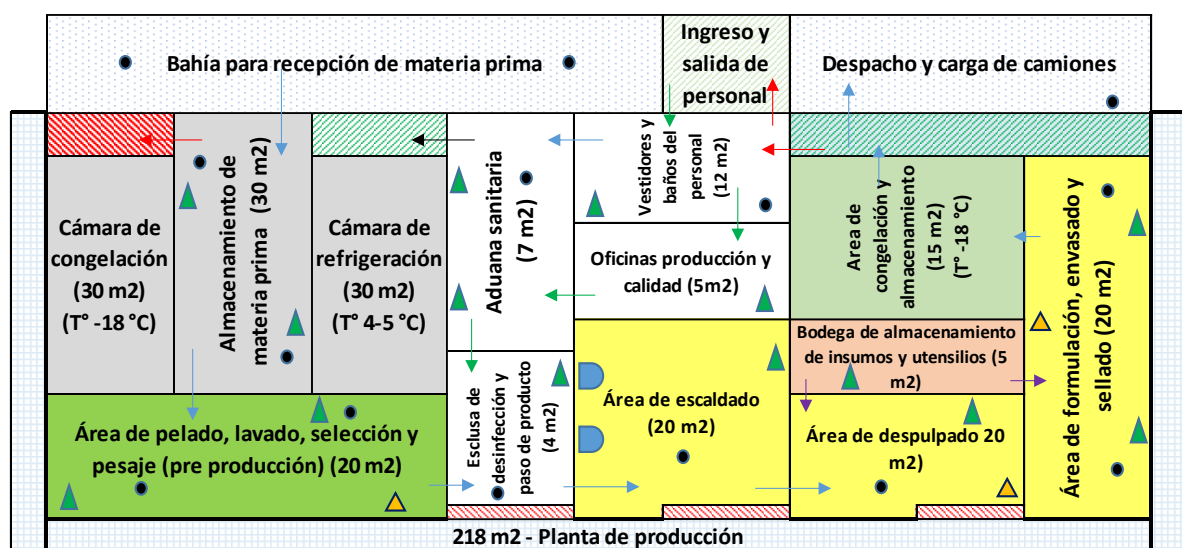 Bahía para recepción de materia prima
Ingreso y
salida de
personal
Despacho y carga de camiones
Cámara de
congelación
(30 m2)
(T° -18 °C)
Almacenamiento de
materia prima (30 m2)
Cámara de
refrigeración
(30 m2)
(T° 4-5 °C)
Aduana sanitaria
(7 m2)
Vestidores y
baños del
personal
(12 m2)
Oficinas producción y
calidad (5m2)
Area de
congelación y
almacenamiento
(15 m2)
(T° -18 °C)
Área de formulación, envasado y
sellado (20 m2)
Bodega de almacenamiento
de insumos y utensilios (5
m2)
Área de pelado, lavado, selección y
pesaje (pre producción) (20 m2)
Esclusa de
desinfección y
paso de producto
(4 m2)
Área de escaldado
(20 m2)
Área de despulpado 20
m2)
218 m2 - Planta de producción